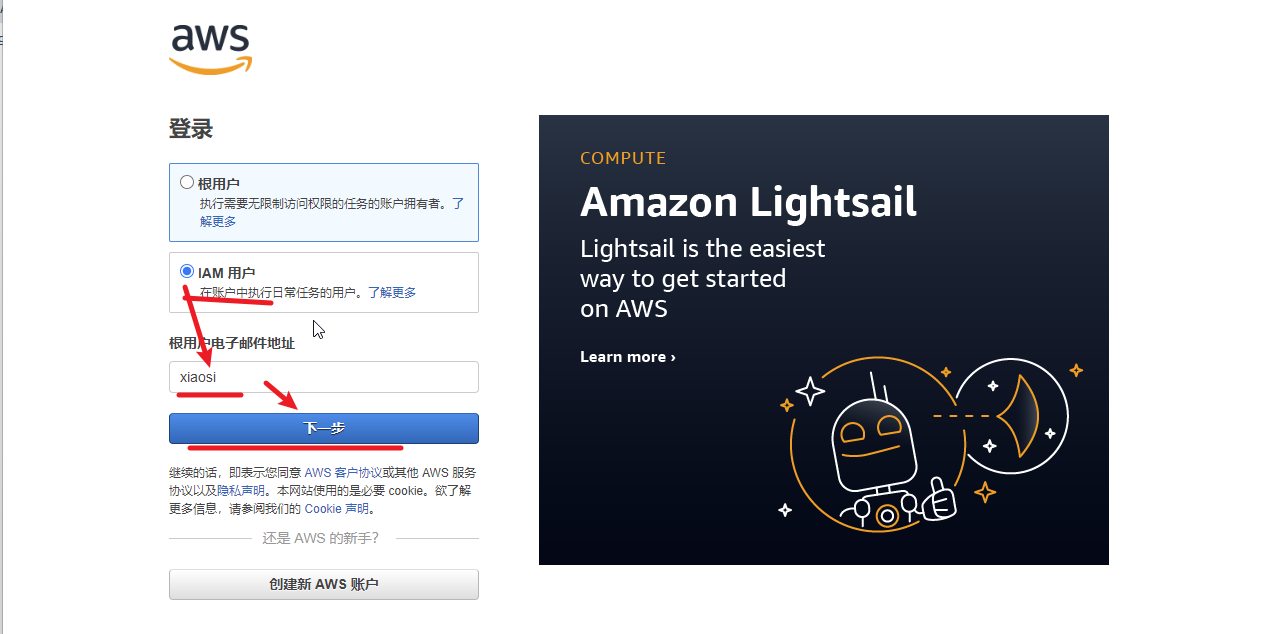 aws
登录
根用户
执行需要无限制访问权限的任务的账户拥有者。了
解更多
IAM 用户
在账户中执行日常任务的用户。了解更多
根用户电子邮件地址
xiaosi
下一步
继续的话，即表示您同意 AWS 客户协议或其他 AWS 服务
协议以及隐私声明。本网站使用的是必要 cookie。欲了解
更多信息，请参阅我们的 Cookie 声明。
还是 AWS 的新手？
创建新 AWS 账户
COMPUTE
Amazon Lightsail
Lightsail is the easiest
way to get started
on AWS
Learn more ›